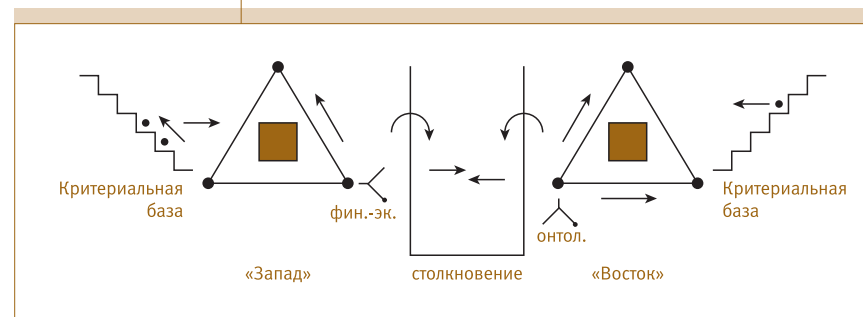 Критериальная
база
фин.-эк.
«Запад»
столкновение
онтол.
«Восток»
Критериальная
база